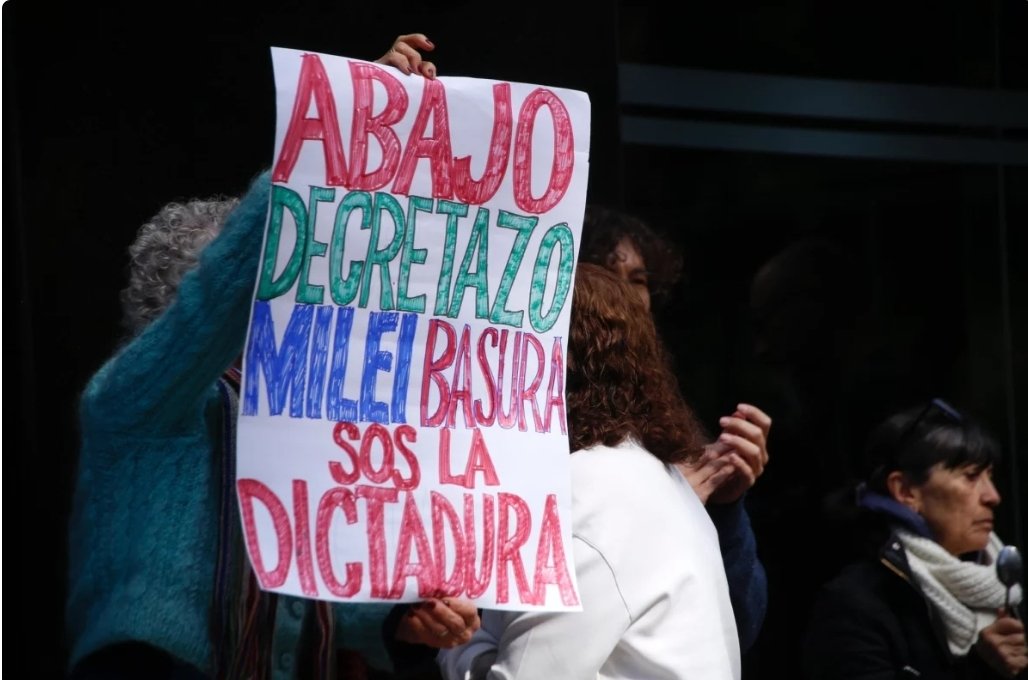 ABAJO
DECRETAZO
MILEI BASURA
SOS LA
DICTADURA